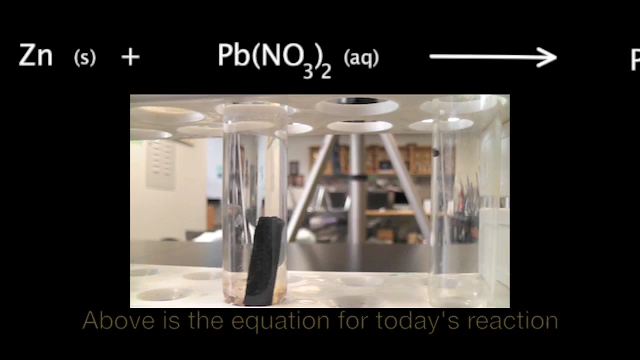 Zn (s) + Pb(NO₃)₂ (aq) ⟶ P
Above is the equation for today's reaction